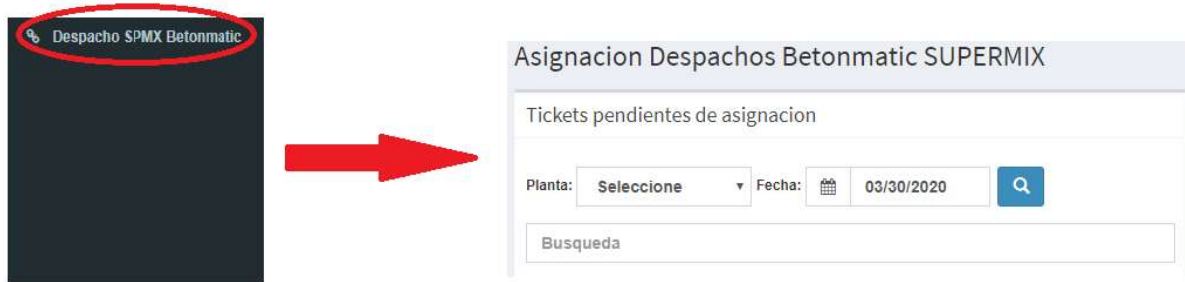 Despacho SPMX Betonmatic
Asignacion Despachos Betonmatic SUPERMIX
Tickets pendientes de asignacion
Planta: Seleccione Fecha: 03/30/2020
Busqueda